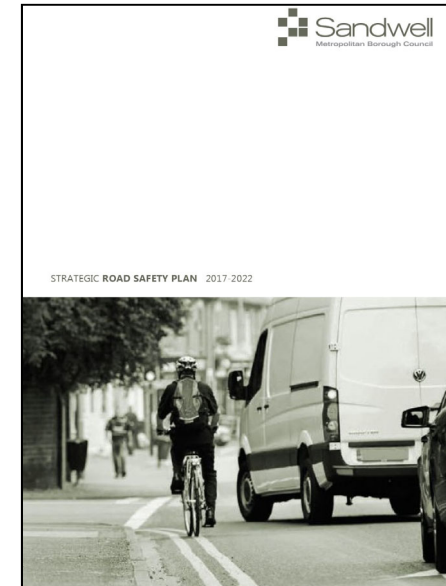 Sandwell
Metropolitan Borough Council
STRATEGIC ROAD SAFETY PLAN 2017-2022